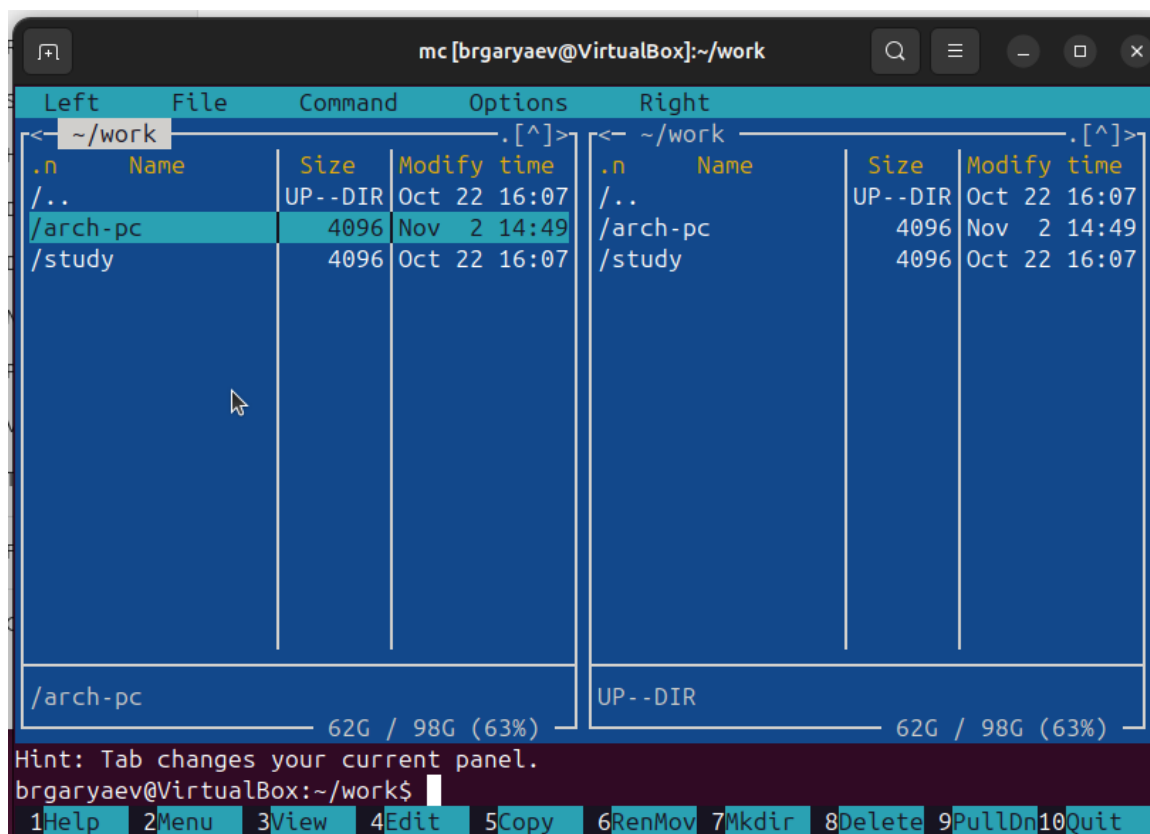 mc [brgaryaev@VirtualBox]:~/work
Left File Command Options Right
<- ~/work .[^]> <- ~/work .[^]>
.n Name Size Modify time .n Name Size Modify time
/.. UP--DIR Oct 22 16:07 /.. UP--DIR Oct 22 16:07
/arch-pc 4096 Nov 2 14:49 /arch-pc 4096 Nov 2 14:49
/study 4096 Oct 22 16:07 /study 4096 Oct 22 16:07
/arch-pc UP--DIR
62G / 98G (63%) 62G / 98G (63%)
Hint: Tab changes your current panel.
brgaryaev@VirtualBox:~/work$
1Help 2Menu 3View 4Edit 5Copy 6RenMov 7Mkdir 8Delete 9PullDn 10Quit